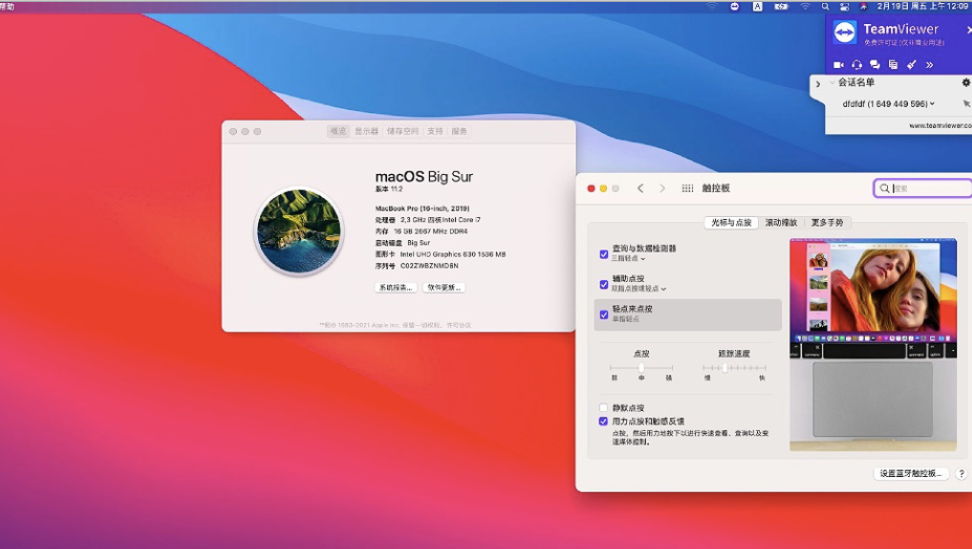 帮助
A
2月19日 周五 上午12:09
TeamViewer
免费许可证(仅非商业用途)
会话名单
dfdfdf (1 649 449 596)
www.teamviewer.co
概览 显示器 储存空间 支持 服务
macOS Big Sur
版本 11.2
MacBook Pro (16-inch, 2019)
处理器 2.3 GHz 四核Intel Core i7
内存 16 GB 2667 MHz DDR4
启动磁盘 Big Sur
图形卡 Intel UHD Graphics 630 1536 MB
序列号
系统报告... 软件更新...
1983-2021 Apple Inc. 保留一切权利。 许可协议
触控板
搜索
光标与点按 滚动缩放 更多手势
查询与数据检测器
三指轻点
辅助点按
双指点按或轻点
轻点来点按
单指轻点
点按 跟踪速度
弱 中 强 慢 快
静默点按
用力点按和触感反馈
点按,然后用力地按下以进行快速查看、查询以及变
速媒体控制。
command command option
设置蓝牙触控板... ?